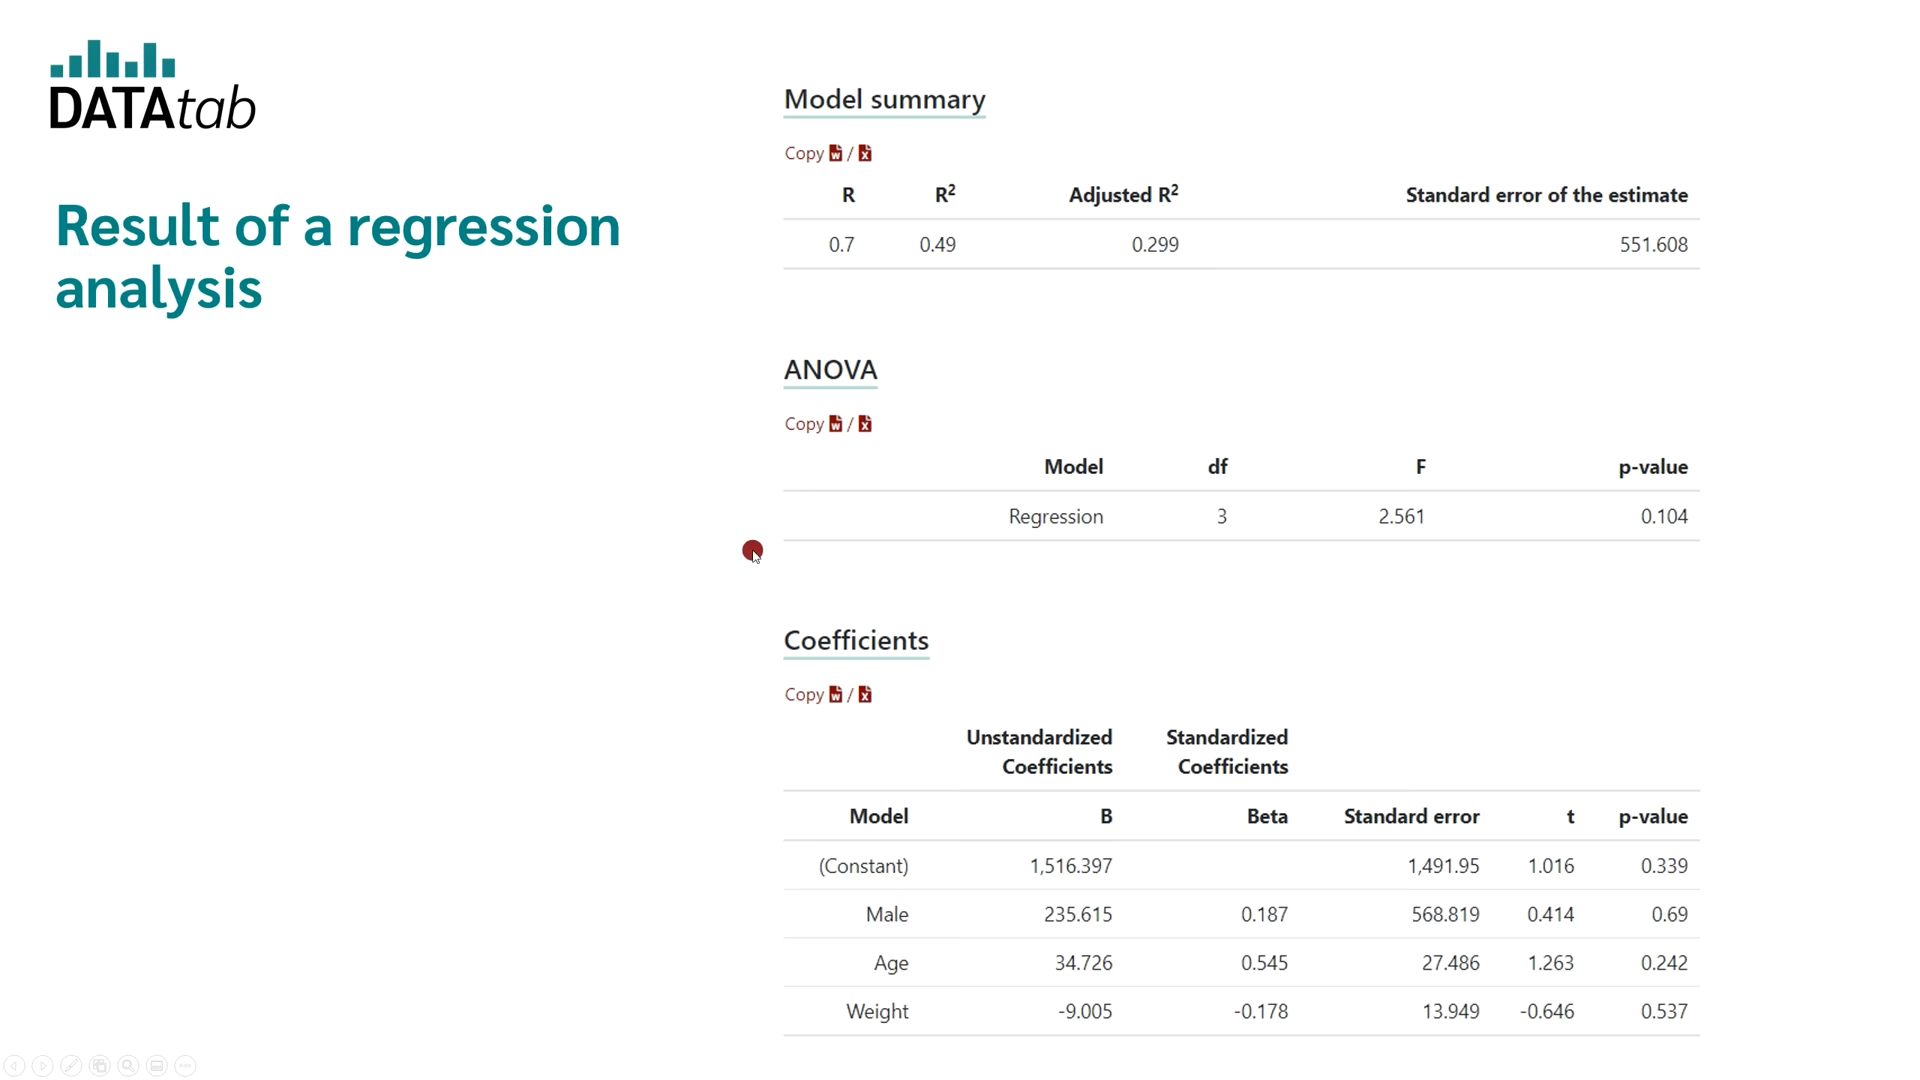 DATAtab
Result of a regression
analysis
Model summary
Copy W / X
R R² Adjusted R² Standard error of the estimate
0.7 0.49 0.299 551.608
ANOVA
Copy W / X
Model df F p-value
Regression 3 2.561 0.104
Coefficients
Copy W / X
Unstandardized Standardized
Coefficients Coefficients
Model B Beta Standard error t p-value
(Constant) 1,516.397 1,491.95 1.016 0.339
Male 235.615 0.187 568.819 0.414 0.69
Age 34.726 0.545 27.486 1.263 0.242
Weight -9.005 -0.178 13.949 -0.646 0.537